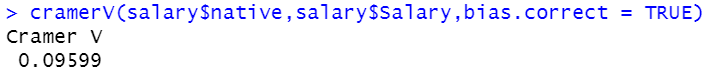 > cramerV(salary$native,salary$Salary,bias.correct = TRUE)
Cramer V
0.09599